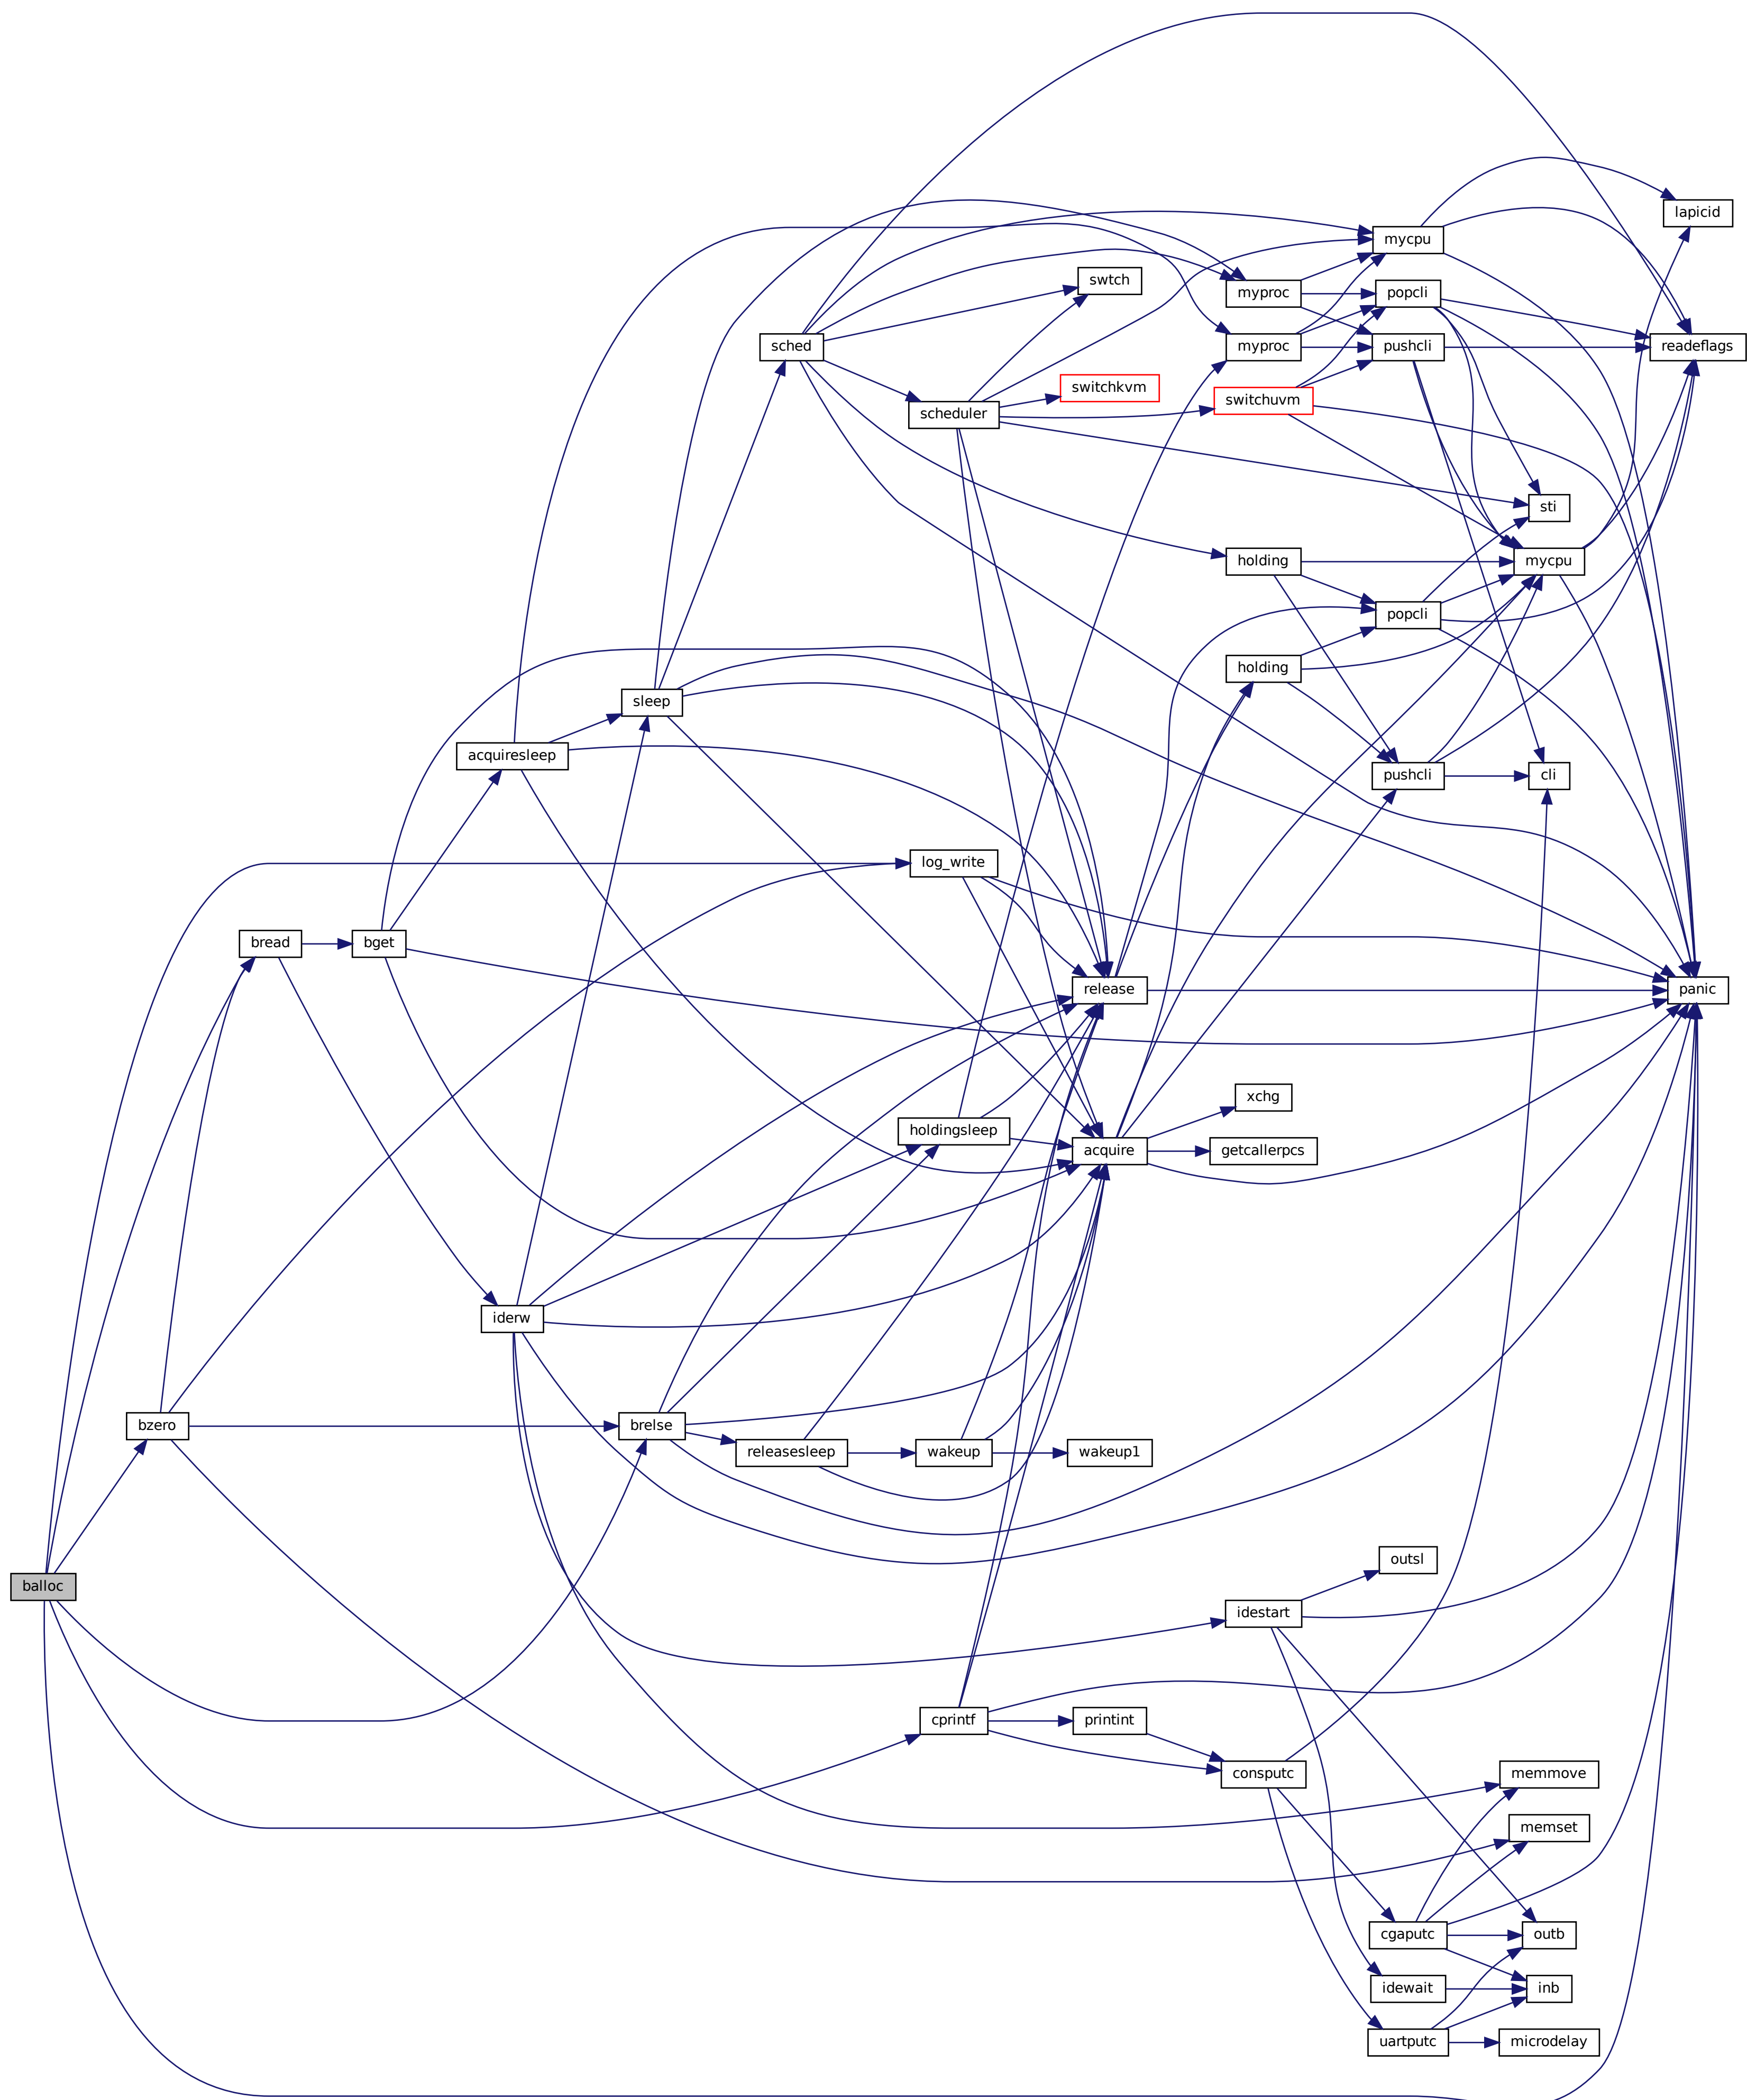 lapicid
mycpu
swtch
myproc
popcli
sched
myproc
pushcli
readeflags
switchkvm
switchuvm
scheduler
sti
holding
mycpu
popcli
holding
sleep
acquiresleep
pushcli
cli
log_write
bread
bget
release
panic
xchg
holdingsleep
acquire
getcallerpcs
iderw
bzero
brelse
releasesleep
wakeup
wakeup1
outsl
balloc
idestart
cprintf
printint
consputc
memmove
memset
cgaputc
outb
idewait
inb
uartputc
microdelay